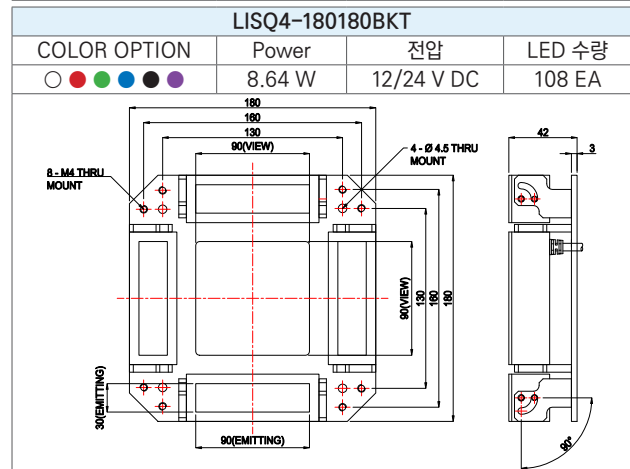 LISQ4-180180BKT
COLOR OPTION Power 전압 LED 수량
8.64 W 12/24 V DC 108 EA
180
160
130
90(VIEW)
42
3
4 - Ø 4.5 THRU
MOUNT
8 - M4 THRU
MOUNT
90(VIEW)
130
160
180
30(EMITTING)
90(EMITTING)
90°